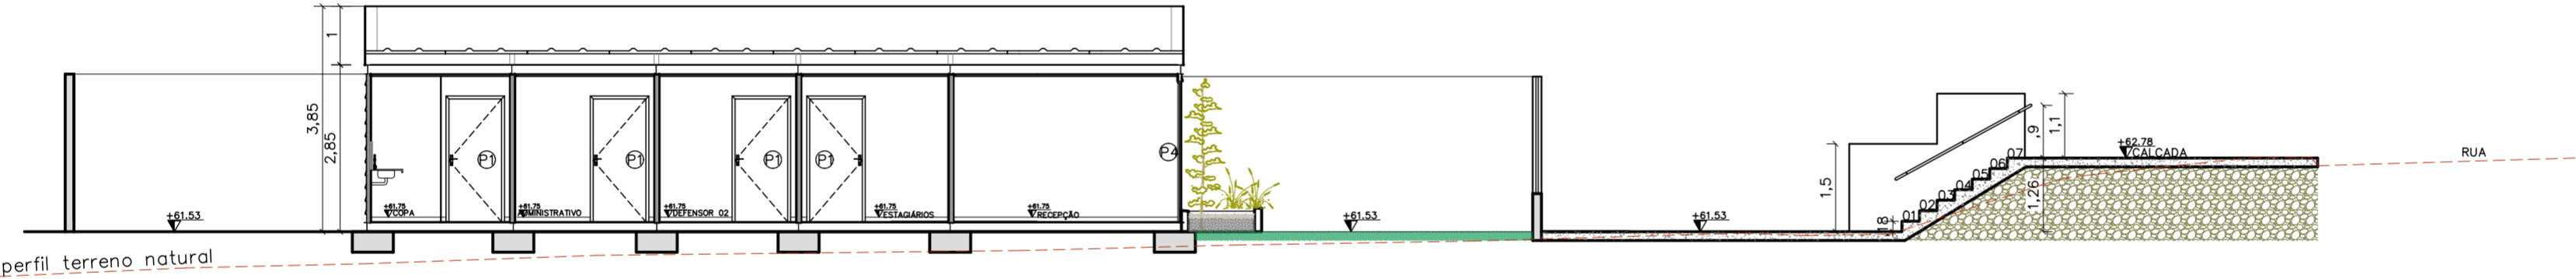 1
3,85
2,85
P1
P1
P1
P1
P4
+61.75
COPA
+61.75
ADMINISTRATIVO
+61.75
DEFENSOR 02
+61.75
ESTAGIÁRIOS
+61.75
RECEPÇÃO
+61.53
+61.53
+61.53
1,5
18
01
02
03
04
05
06
07
,9
1,1
1,26
+62.78
CALCADA
RUA
perfil terreno natural